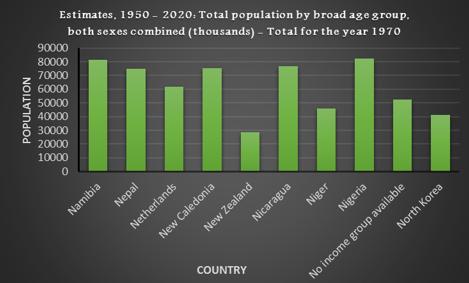 Estimates, 1950 - 2020: Total population by broad age group,
both sexes combined (thousands) - Total for the year 1970
90000
80000
70000
60000
50000
40000
30000
20000
10000
0
POPULATION
Namibia
Nepal
Netherlands
New Caledonia
New Zealand
Nicaragua
Niger
Nigeria
No income group available
North Korea
COUNTRY